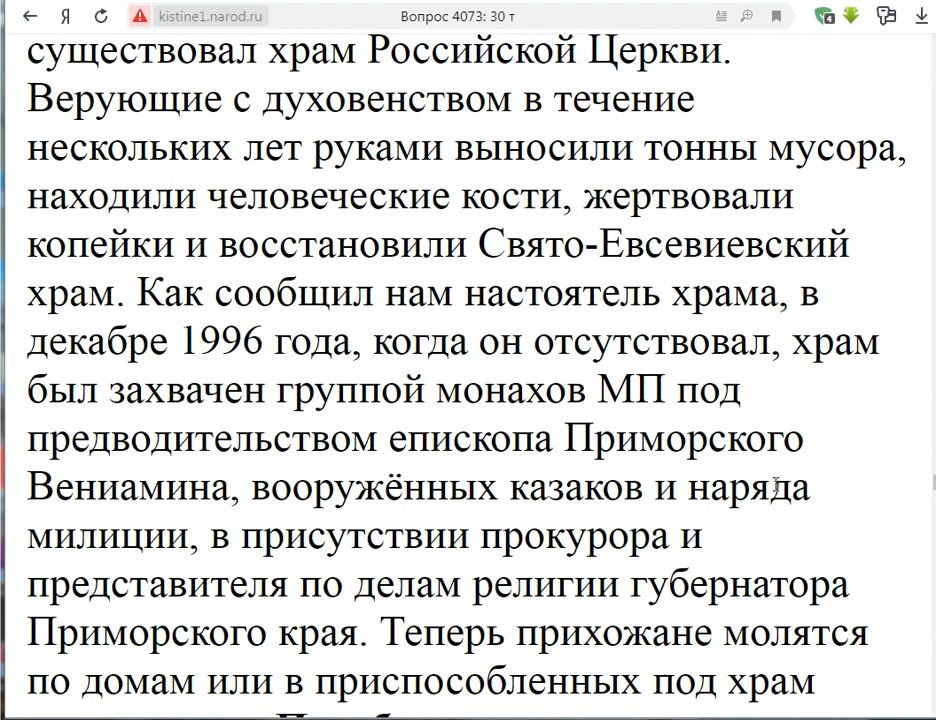 Я kistine1.narod.ru Вопрос 4073: 30 т 4
существовал храм Российской Церкви.
Верующие с духовенством в течение
нескольких лет руками выносили тонны мусора,
находили человеческие кости, жертвовали
копейки и восстановили Свято-Евсевиевский
храм. Как сообщил нам настоятель храма, в
декабре 1996 года, когда он отсутствовал, храм
был захвачен группой монахов МП под
предводительством епископа Приморского
Вениамина, вооружённых казаков и наряда
милиции, в присутствии прокурора и
представителя по делам религии губернатора
Приморского края. Теперь прихожане молятся
по домам или в приспособленных под храм